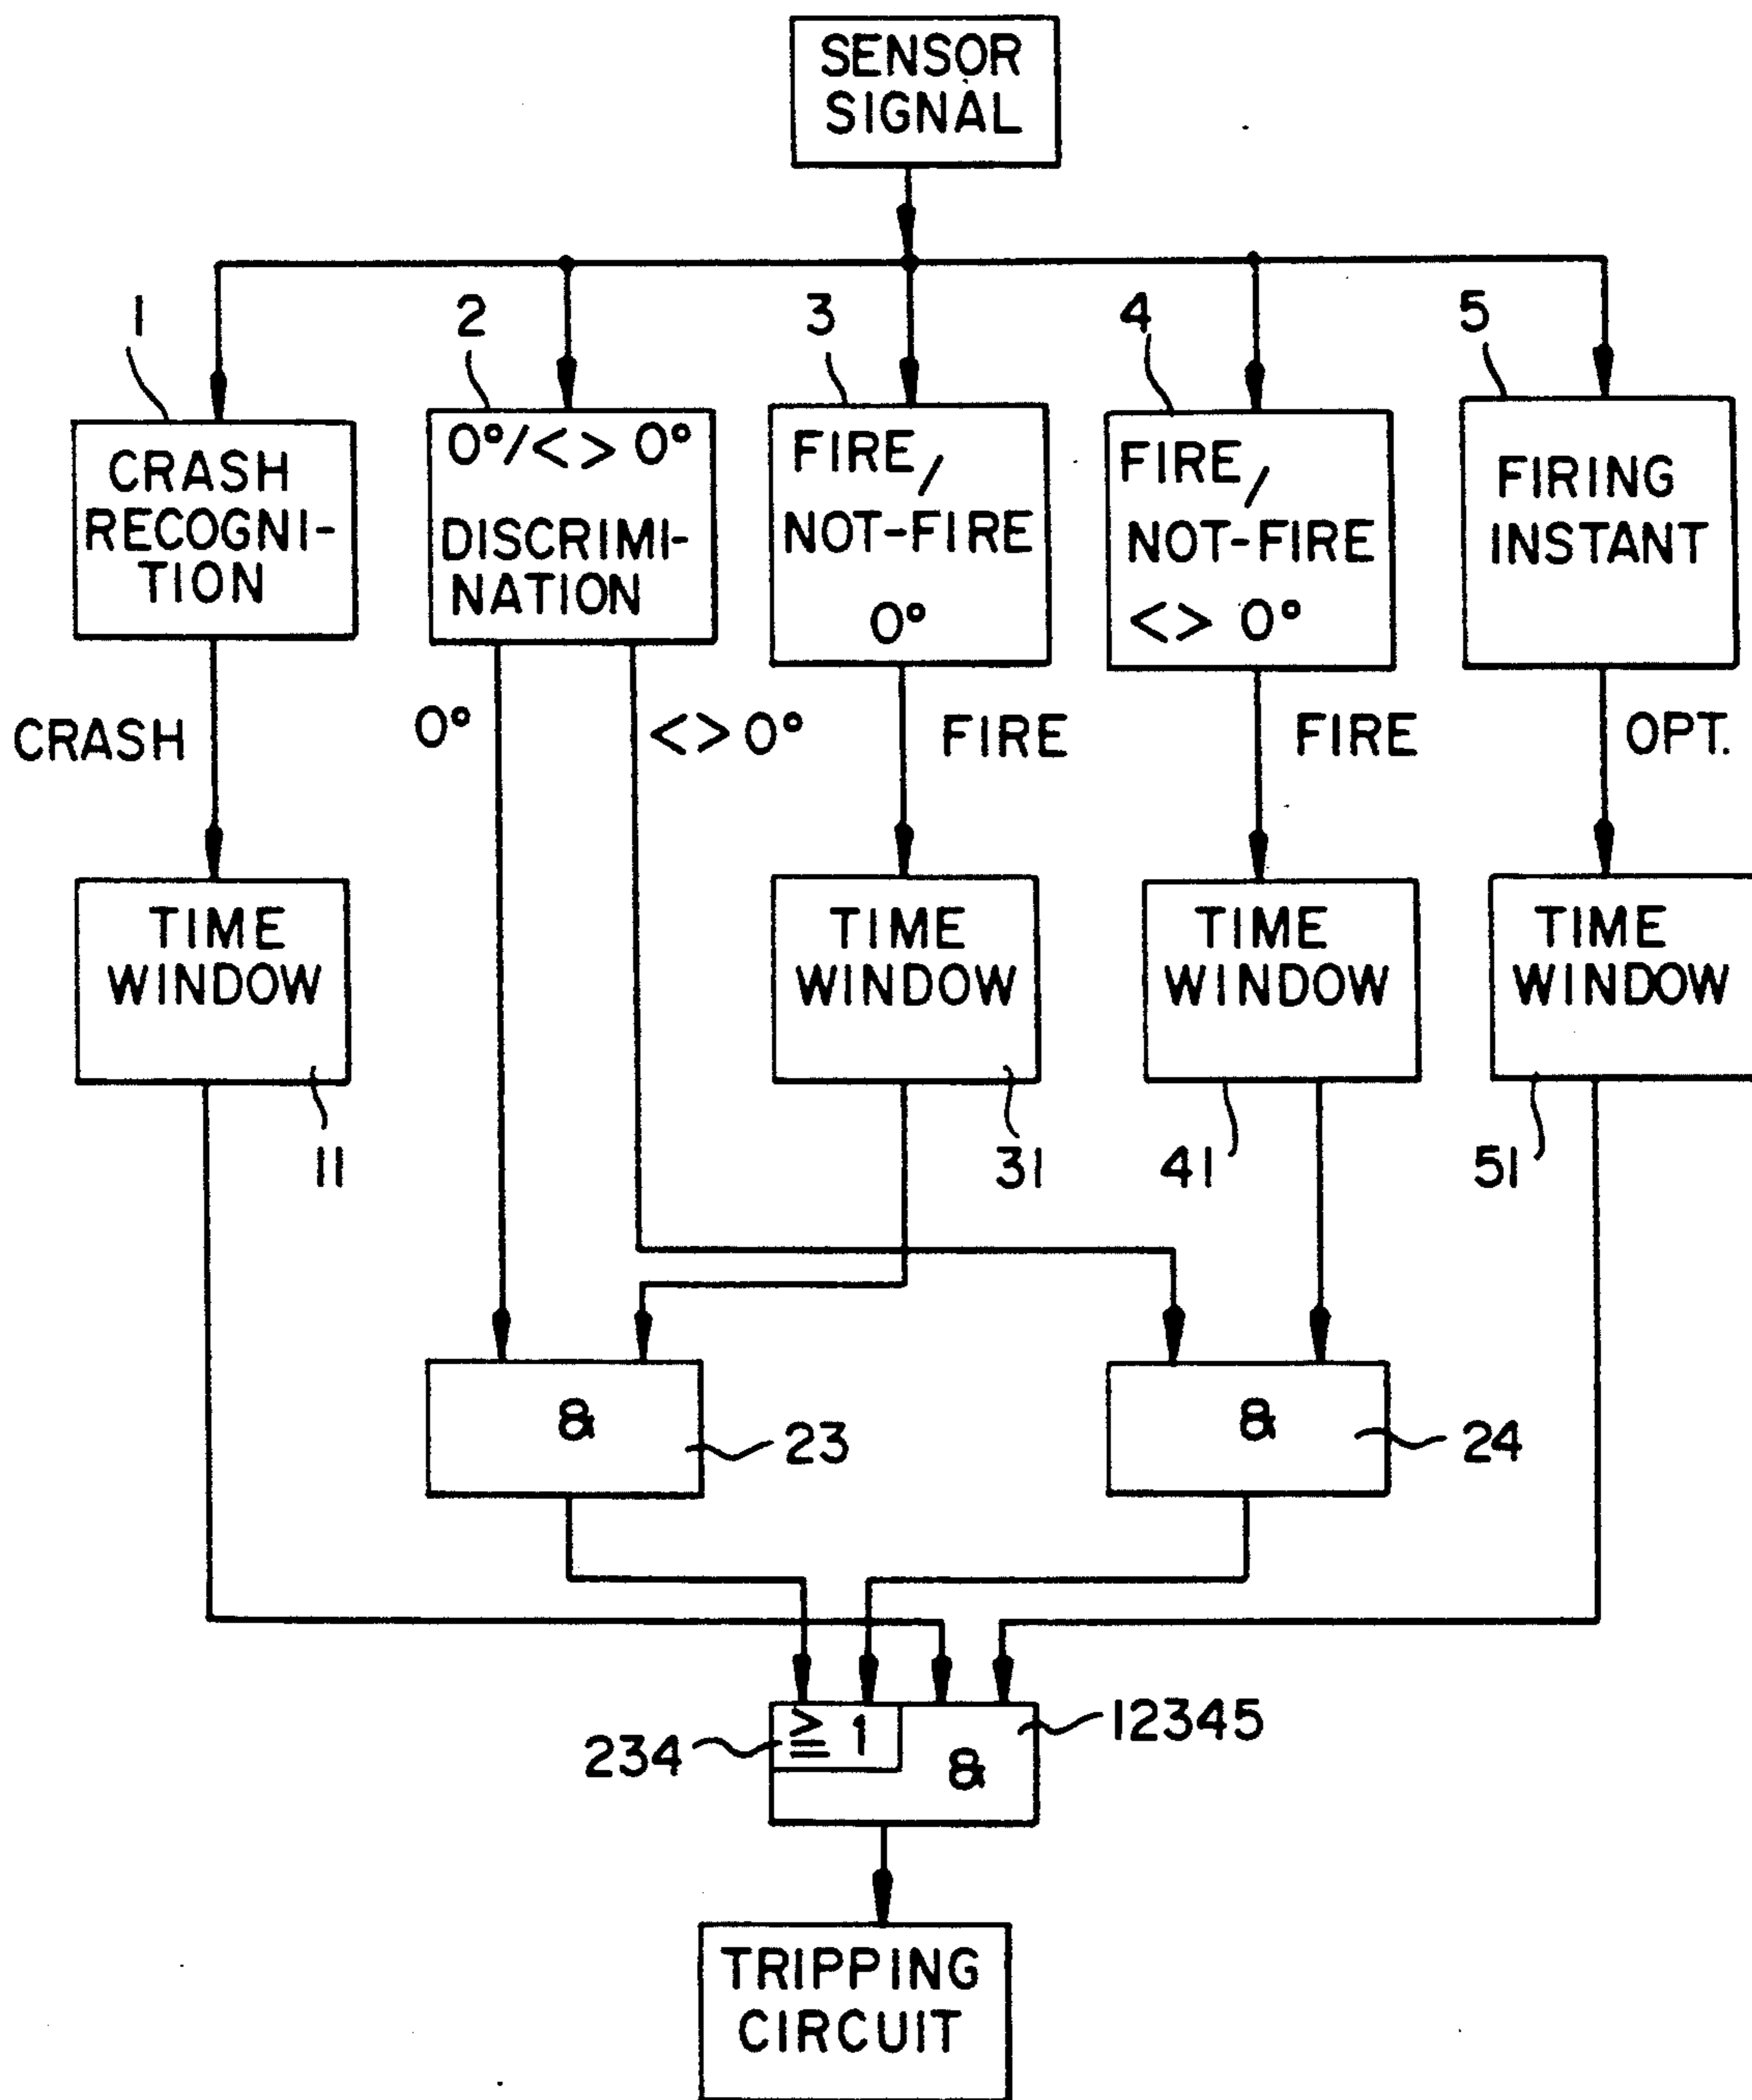 SENSOR
SIGNAL
1
2
3
4
5
CRASH
RECOGNI-
TION
0°/<> 0°
DISCRIMI-
NATION
FIRE/
NOT-FIRE
0°
FIRE/
NOT-FIRE
<> 0°
FIRING
INSTANT
CRASH
0°
<> 0°
FIRE
FIRE
OPT.
TIME
WINDOW
TIME
WINDOW
TIME
WINDOW
TIME
WINDOW
11
31
41
51
&
23
&
24
234
≧ 1
&
12345
TRIPPING
CIRCUIT